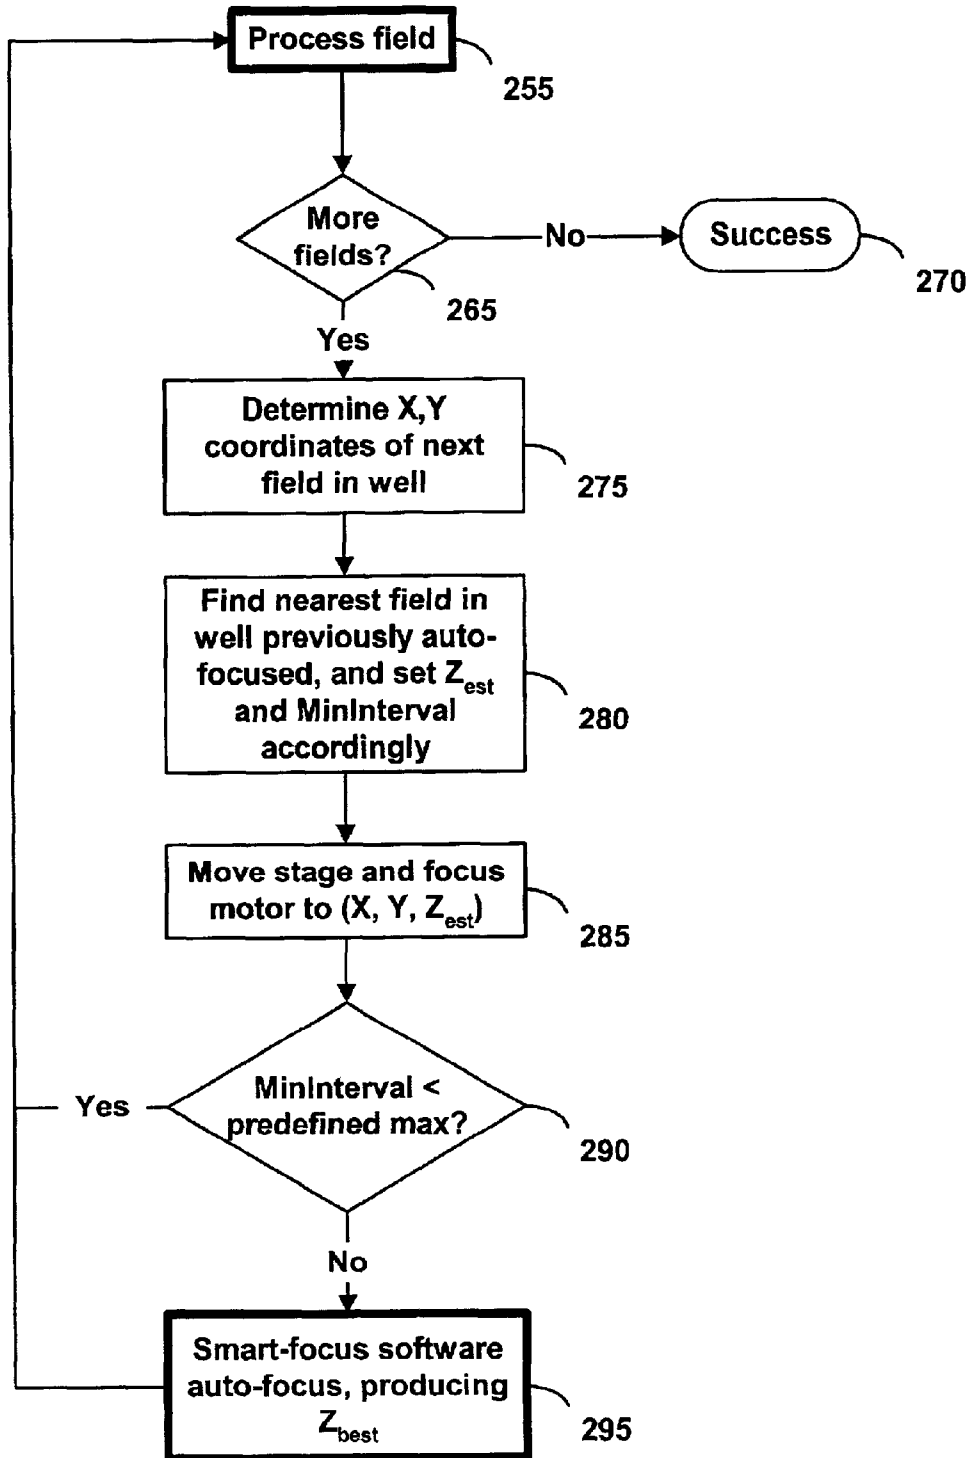 Process field
255
More
fields?
No
Success
265
270
Yes
Determine X,Y
coordinates of next
field in well
275
Find nearest field in
well previously auto-
focused, and set Zest
and MinInterval
accordingly
280
Move stage and focus
motor to (X, Y, Zest)
285
MinInterval <
predefined max?
Yes
290
No
Smart-focus software
auto-focus, producing
Zbest
295